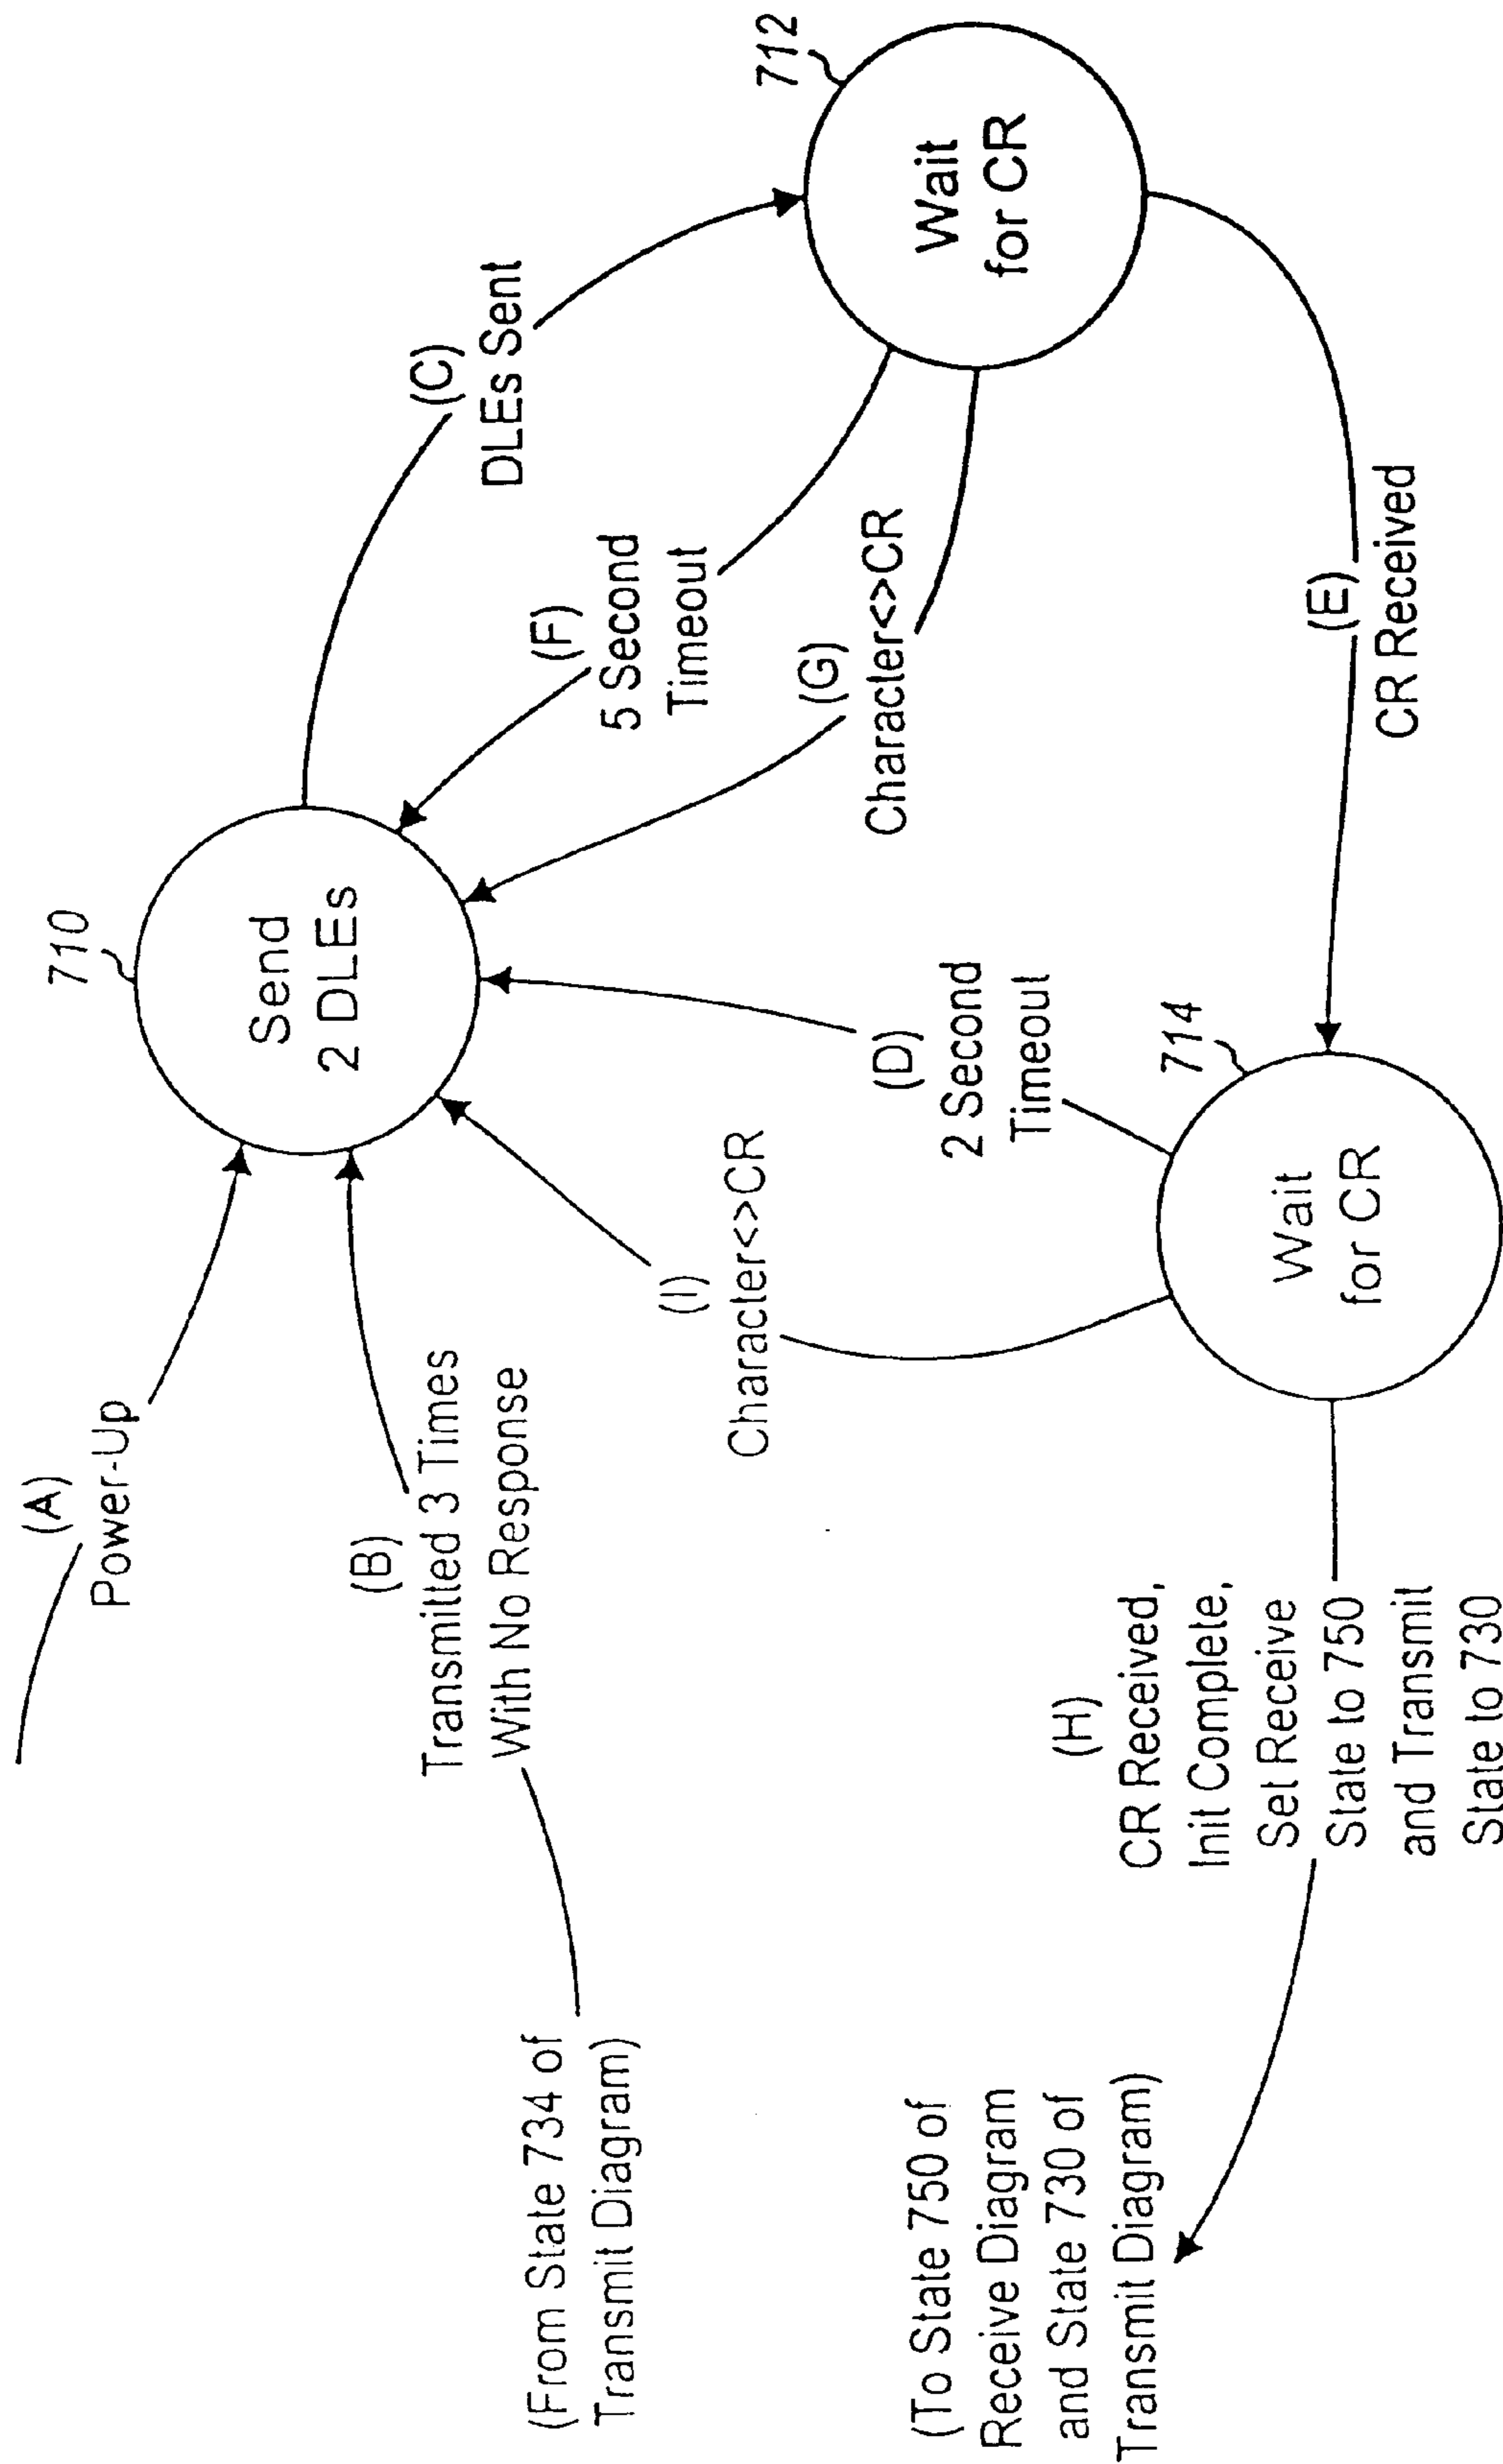 (A)
Power-Up
710
Send
2 DLEs
(C)
DLEs Sent
712
Wait
for CR
(B)
Transmitted 3 Times
With No Response
(From State 734 of
Transmit Diagram)
(F)
5 Second
Timeout
(G)
Character<>CR
(I)
Character<>CR
(D)
2 Second
Timeout
714
Wait
for CR
(E)
CR Received
(H)
CR Received,
Init Complete,
Set Receive
State to 750
and Transmit
State to 730
(To State 750 of
Receive Diagram
and State 730 of
Transmit Diagram)